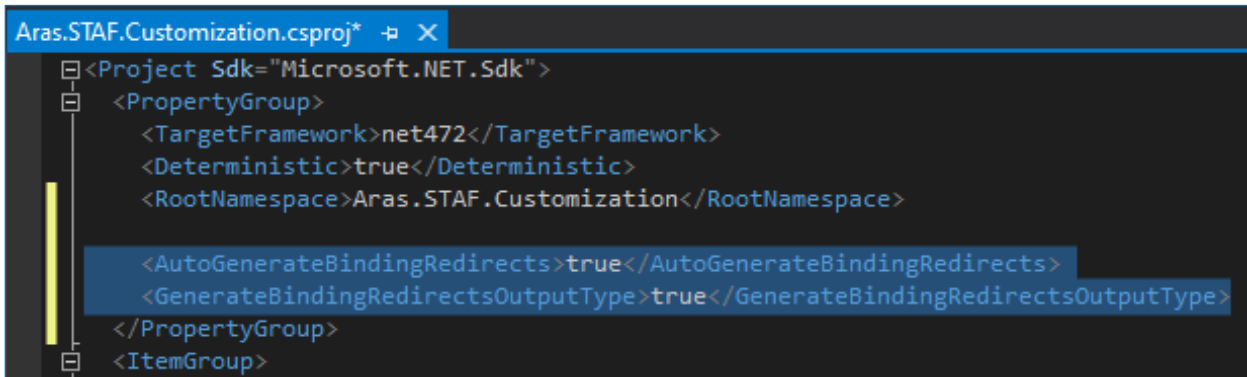 Aras.STAF.Customization.csproj*
<Project Sdk="Microsoft.NET.Sdk">
<PropertyGroup>
<TargetFramework>net472</TargetFramework>
<Deterministic>true</Deterministic>
<RootNamespace>Aras.STAF.Customization</RootNamespace>
<AutoGenerateBindingRedirects>true</AutoGenerateBindingRedirects>
<GenerateBindingRedirectsOutputType>true</GenerateBindingRedirectsOutputType>
</PropertyGroup>
<ItemGroup>